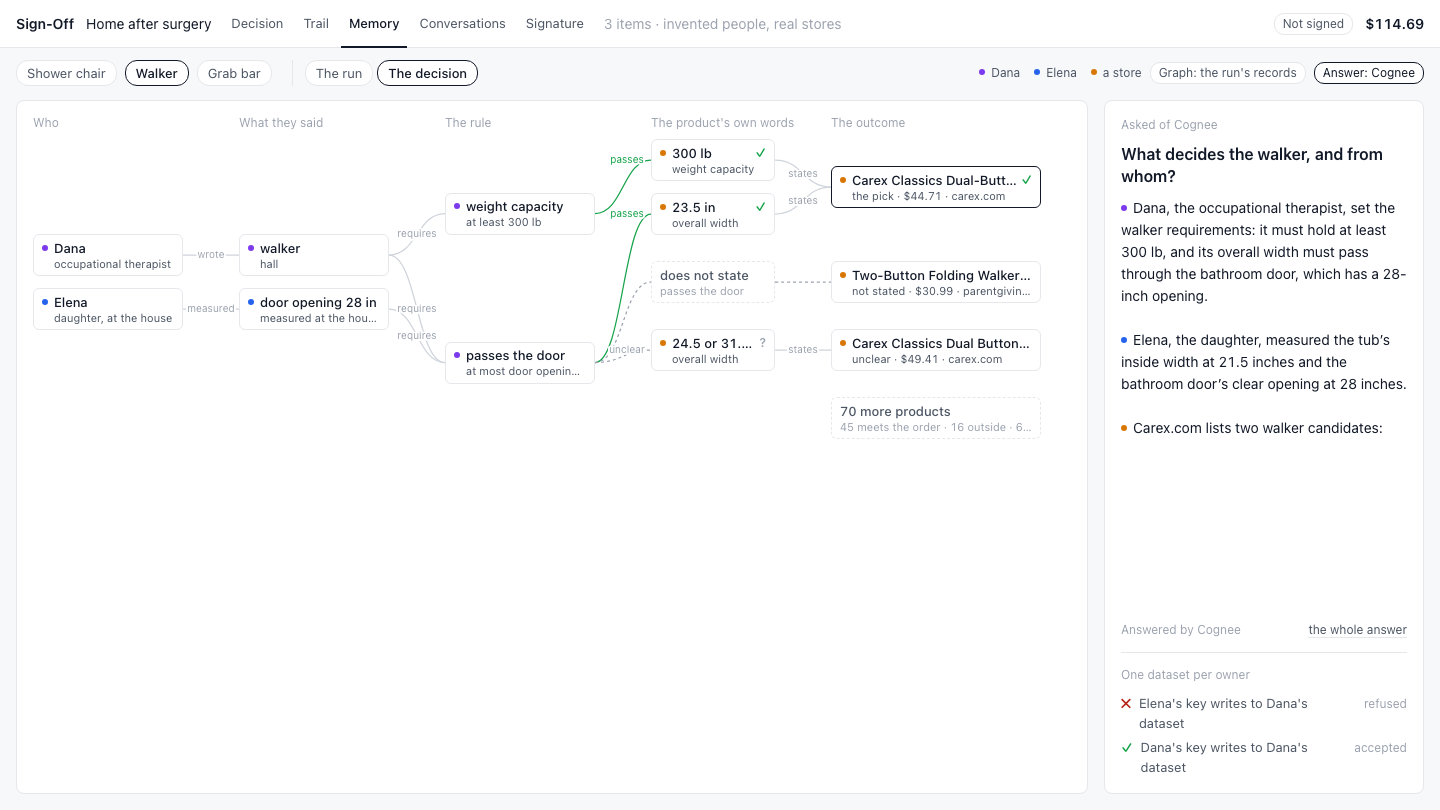 Sign-Off Home after surgery Decision Trail Memory Conversations Signature 3 items · invented people, real stores Not signed $114.69
Shower chair Walker Grab bar The run The decision Dana Elena a store Graph: the run's records Answer: Cognee
Who What they said The rule The product's own words The outcome
Dana
occupational therapist
wrote
walker
hall
Elena
daughter, at the house
measured
door opening 28 in
measured at the hou...
requires
requires
requires
weight capacity
at least 300 lb
passes the door
at most door openin...
passes
passes
unclear
300 lb
weight capacity
23.5 in
overall width
does not state
passes the door
24.5 or 31.... ?
overall width
states
states
states
Carex Classics Dual-Butt...
the pick · $44.71 · carex.com
Two-Button Folding Walker...
not stated · $30.99 · parentgivin...
Carex Classics Dual Button...
unclear · $49.41 · carex.com
70 more products
45 meets the order · 16 outside · 6...
Asked of Cognee
What decides the walker, and from
whom?
Dana, the occupational therapist, set the
walker requirements: it must hold at least
300 lb, and its overall width must pass
through the bathroom door, which has a 28-
inch opening.
Elena, the daughter, measured the tub's
inside width at 21.5 inches and the
bathroom door's clear opening at 28 inches.
Carex.com lists two walker candidates:
Answered by Cognee the whole answer
One dataset per owner
Elena's key writes to Dana's refused
dataset
Dana's key writes to Dana's accepted
dataset